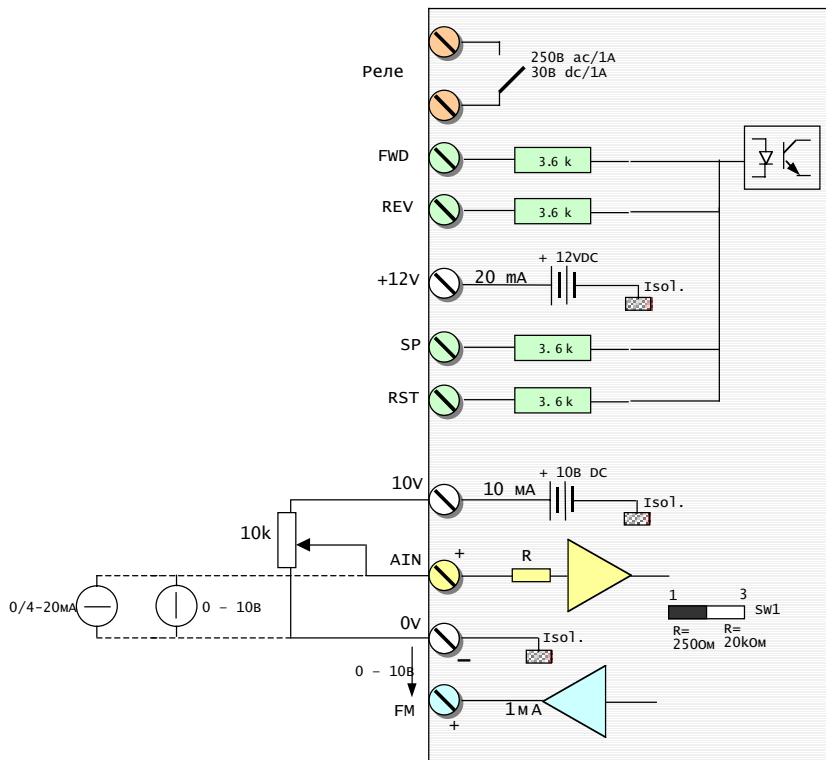 Реле
250В ac/1A
30В dc/1A
FWD
3.6 k
REV
3.6 k
+ 12VDC
+12V
20 mA
Isol.
SP
3.6 k
RST
3.6 k
+ 10В DC
10V
10 мА
Isol.
10k
AIN
+
R
0/4-20мА
0 – 10В
1
3
SW1
R=
250Ом
R=
20kОм
0V
Isol.
–
0 – 10В
FM
1мА
+